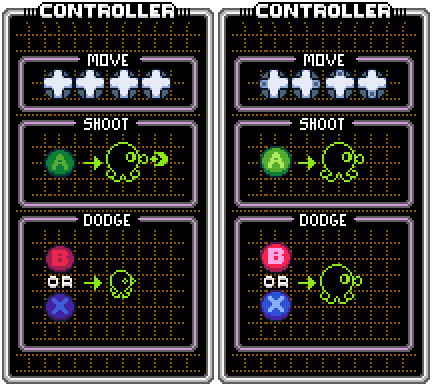 CONTROLLER
MOVE
SHOOT
A
DODGE
B
OR
X
CONTROLLER
MOVE
SHOOT
A
DODGE
B
OR
X